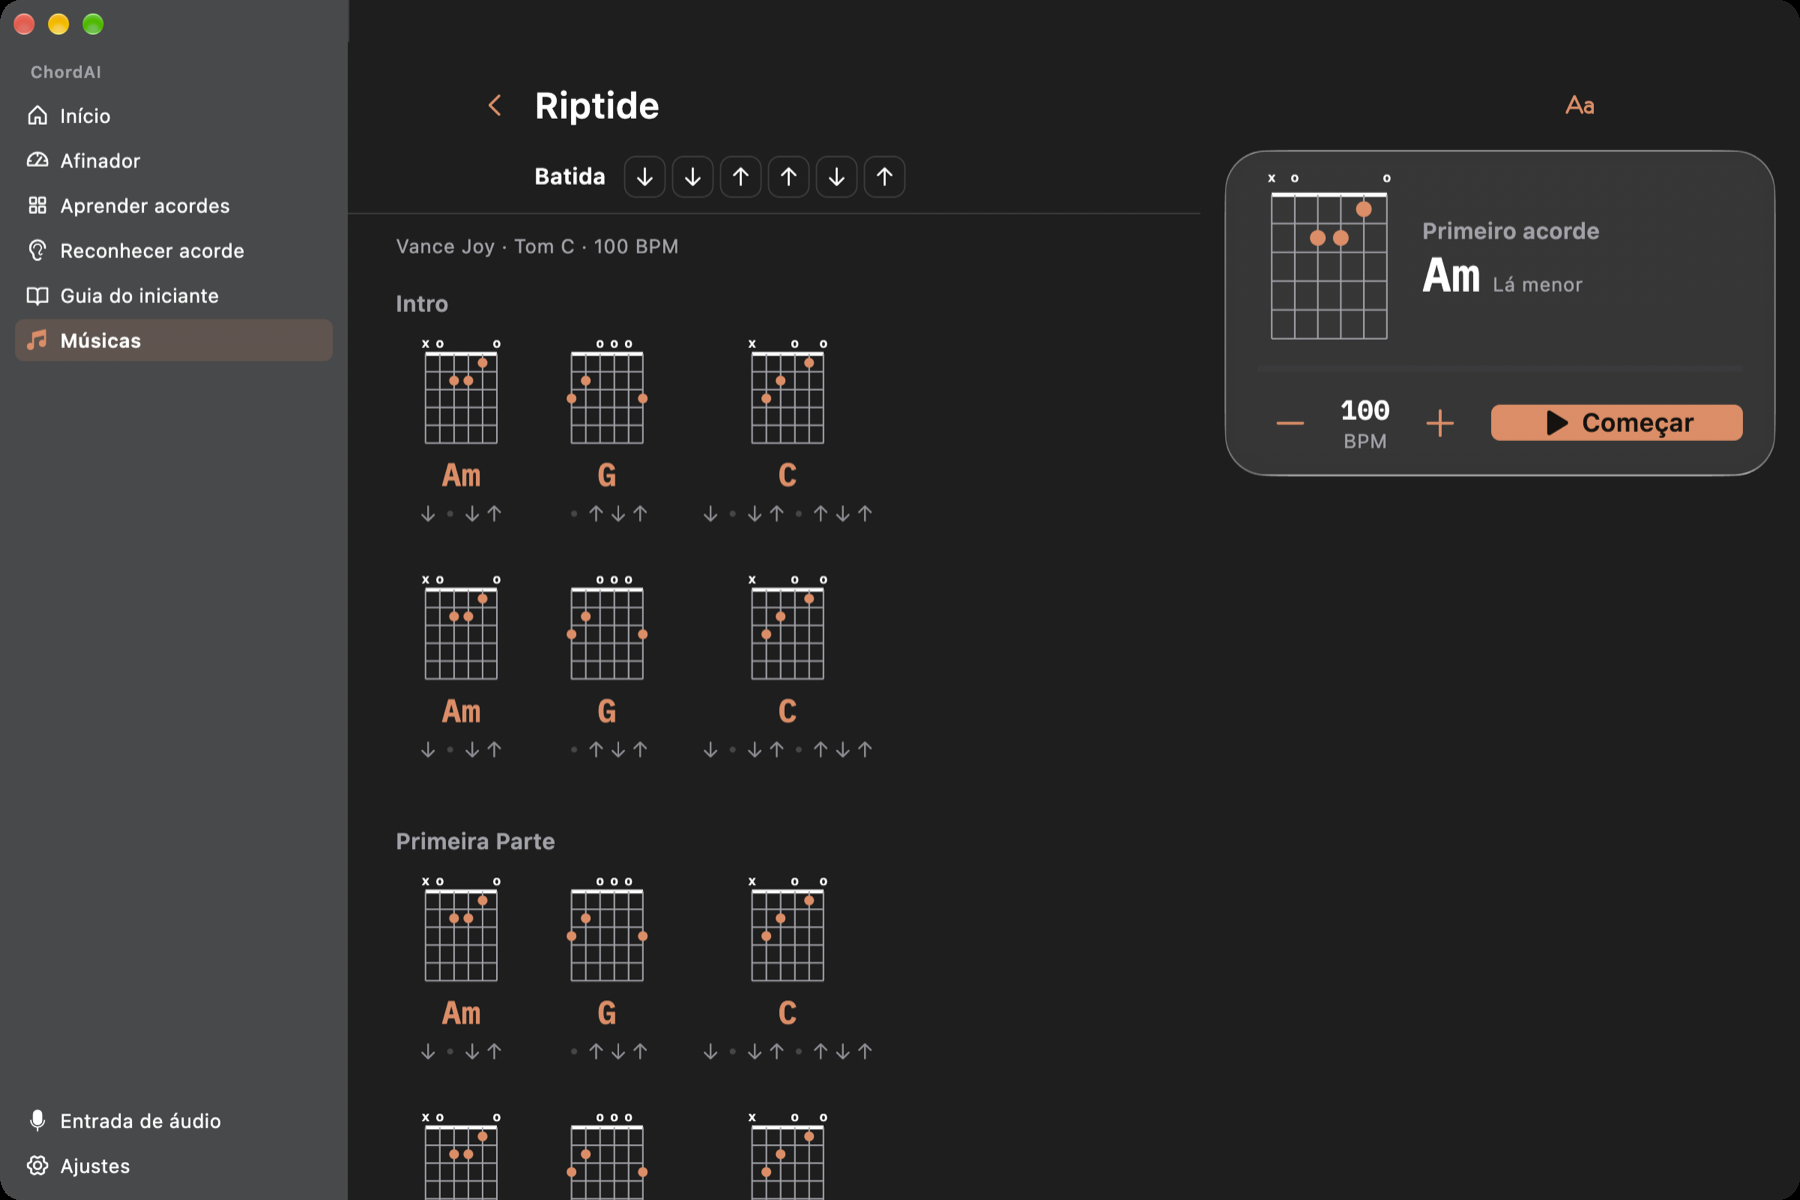 ChordAI
Início
Afinador
Aprender acordes
Reconhecer acorde
Guia do iniciante
Músicas
Entrada de áudio
Ajustes
Riptide
Aa
Batida ↓ ↓ ↑ ↑ ↓ ↑
Vance Joy · Tom C · 100 BPM
Intro
x o o o o o x o o
Am G C
↓ • ↓ ↑ • ↑ ↓ ↑ ↓ • ↓ ↑ • ↑ ↓ ↑
x o o o o o x o o
Am G C
↓ • ↓ ↑ • ↑ ↓ ↑ ↓ • ↓ ↑ • ↑ ↓ ↑
Primeira Parte
x o o o o o x o o
Am G C
↓ • ↓ ↑ • ↑ ↓ ↑ ↓ • ↓ ↑ • ↑ ↓ ↑
x o o o o o x o o
x o o
Primeiro acorde
Am Lá menor
— 100 +
BPM
Começar